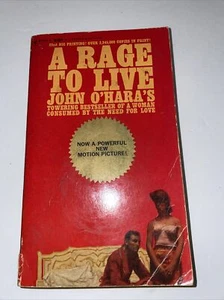 A RAGE
TO LIVE
JOHN O'HARA'S
TOWERING BESTSELLER OF A WOMAN
CONSUMED BY THE NEED FOR LOVE
NOW A POWERFUL
NEW
MOTION PICTURE!